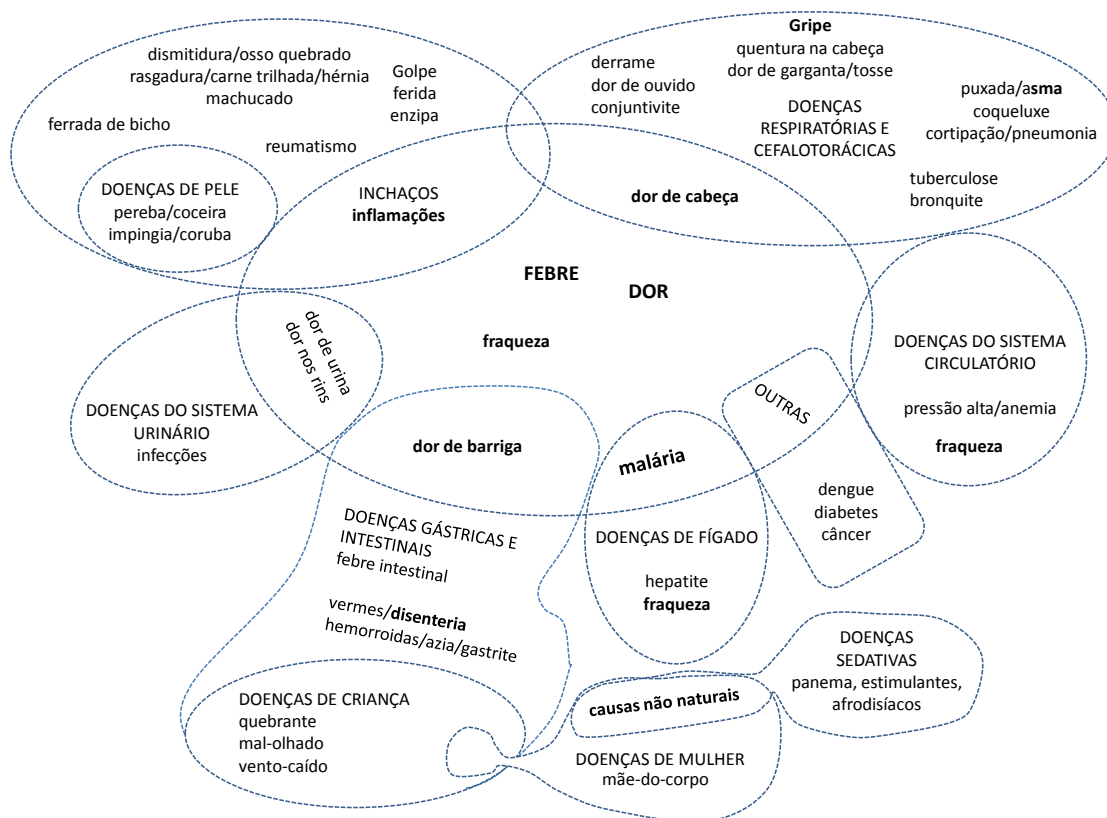 dismitidura/osso quebrado
rasgadura/carne trilhada/hérnia
machucado
Golpe
ferida
enzipa
ferrada de bicho
reumatismo
DOENÇAS DE PELE
pereba/coceira
impingia/coruba
INCHAÇOS
inflamações
Gripe
quentura na cabeça
dor de garganta/tosse
derrame
dor de ouvido
conjuntivite
DOENÇAS
RESPIRATÓRIAS E
CEFALOTORÁCICAS
puxada/asma
coqueluxe
cortipação/pneumonia
tuberculose
bronquite
dor de cabeça
FEBRE
DOR
fraqueza
dor de urina
dor nos rins
DOENÇAS DO SISTEMA
URINÁRIO
infecções
DOENÇAS DO SISTEMA
CIRCULATÓRIO
pressão alta/anemia
fraqueza
OUTRAS
dengue
diabetes
câncer
dor de barriga
malária
DOENÇAS DE FÍGADO
hepatite
fraqueza
DOENÇAS GÁSTRICAS E
INTESTINAIS
febre intestinal
vermes/disenteria
hemorroidas/azia/gastrite
DOENÇAS
SEDATIVAS
panema, estimulantes,
afrodisíacos
causas não naturais
DOENÇAS DE CRIANÇA
quebrante
mal-olhado
vento-caído
DOENÇAS DE MULHER
mãe-do-corpo